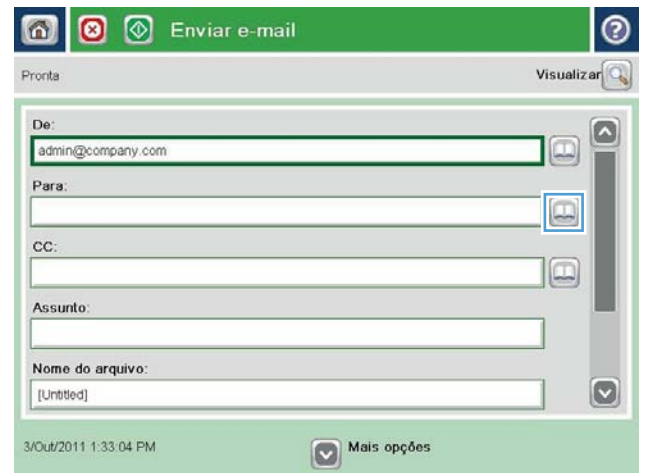 Enviar e-mail
Pronta Visualizar
De:
admin@company.com
Para:
CC:
Assunto:
Nome do arquivo:
[Untitled]
3/Out/2011 1:33:04 PM Mais opções